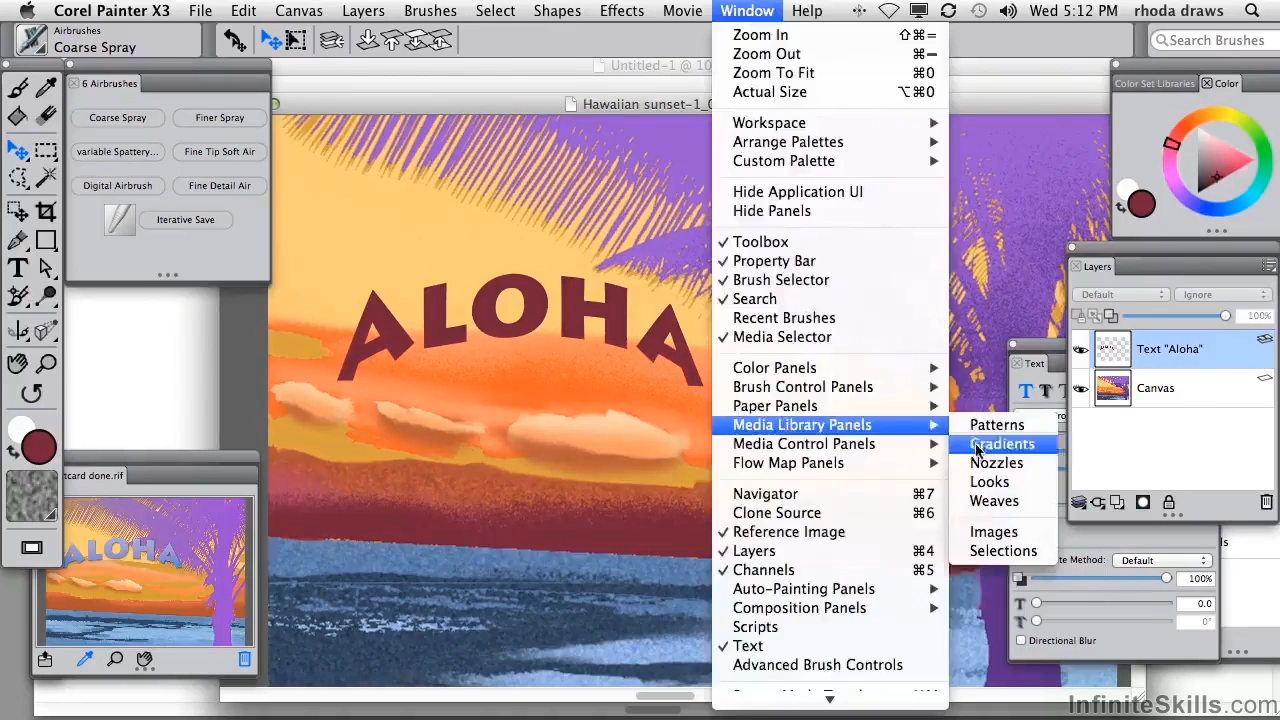 Corel Painter X3 File Edit Canvas Layers Brushes Select Shapes Effects Movie Window Help Wed 5:12 PM rhoda draws
Airbrushes
Coarse Spray
Search Brushes
Untitled-1 @ 10
Hawaiian sunset-1_
6 Airbrushes
Coarse Spray Finer Spray
variable Spattery... Fine Tip Soft Air
Digital Airbrush Fine Detail Air
Iterative Save
ALOHA
Zoom In ⇧⌘=
Zoom Out ⌘−
Zoom To Fit ⌘0
Actual Size ⌥⌘0
Workspace
Arrange Palettes
Custom Palette
Hide Application UI
Hide Panels
✓ Toolbox
✓ Property Bar
✓ Brush Selector
✓ Search
Recent Brushes
✓ Media Selector
Color Panels
Brush Control Panels
Paper Panels
Media Library Panels
Media Control Panels
Flow Map Panels
Navigator ⌘7
Clone Source ⌘6
✓ Reference Image
✓ Layers ⌘4
✓ Channels ⌘5
Auto-Painting Panels
Composition Panels
Scripts
✓ Text
Advanced Brush Controls
Patterns
Gradients
Nozzles
Looks
Weaves
Images
Selections
Color Set Libraries Color
Layers
Default Ignore
100%
Text "Aloha"
Canvas
Text
T T
Method: Default
100%
T 0.0
T 0°
Directional Blur
tcard done.rif
ALOHA
InfiniteSkills.com